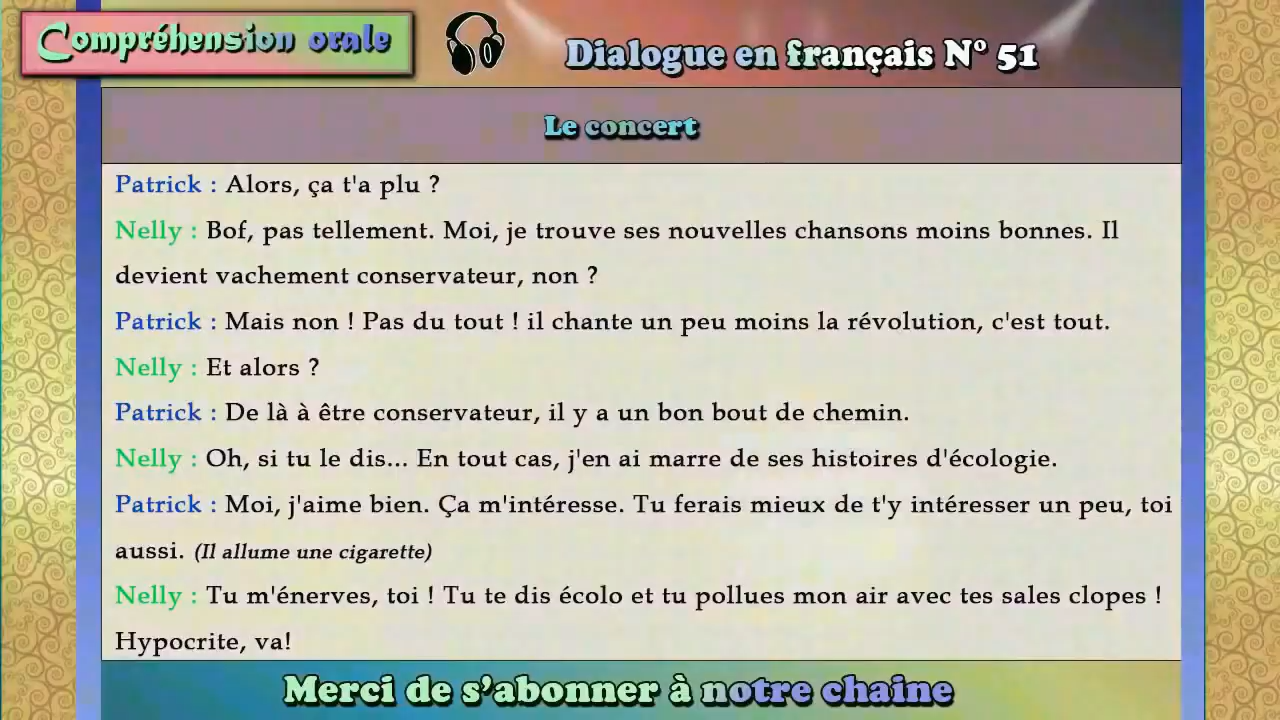 Compréhension orale
Dialogue en français N° 51
Le concert
Patrick : Alors, ça t'a plu ?
Nelly : Bof, pas tellement. Moi, je trouve ses nouvelles chansons moins bonnes. Il
devient vachement conservateur, non ?
Patrick : Mais non ! Pas du tout ! il chante un peu moins la révolution, c'est tout.
Nelly : Et alors ?
Patrick : De là à être conservateur, il y a un bon bout de chemin.
Nelly : Oh, si tu le dis... En tout cas, j'en ai marre de ses histoires d'écologie.
Patrick : Moi, j'aime bien. Ça m'intéresse. Tu ferais mieux de t'y intéresser un peu, toi
aussi. (Il allume une cigarette)
Nelly : Tu m'énerves, toi ! Tu te dis écolo et tu pollues mon air avec tes sales clopes !
Hypocrite, va!
Merci de s’abonner à notre chaine